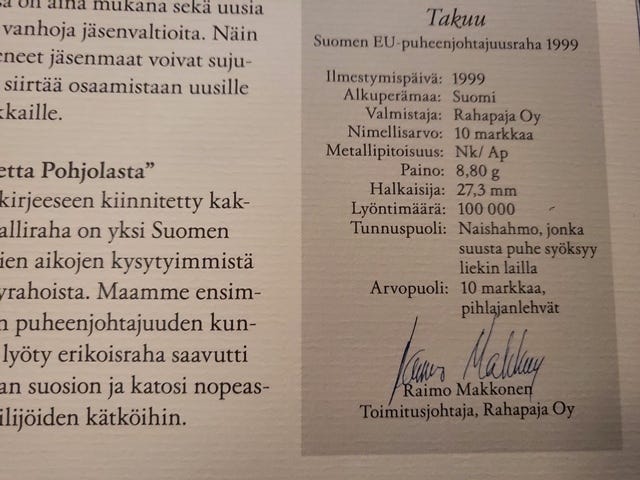 on aina mukana sekä uusia
vanhoja jäsenvaltioita. Näin
eneet jäsenmaat voivat suju-
siirtää osaamistaan uusille
kkaille.
etta Pohjolasta”
kirjeeseen kiinnitetty kak-
alliraha on yksi Suomen
ien aikojen kysytyimmistä
yrahoista. Maamme ensim-
n puheenjohtajuuden kun-
lyöty erikoisraha saavutti
an suosion ja katosi nopeas-
ilijöiden kätköihin.
Takuu
Suomen EU-puheenjohtajuusraha 1999
Ilmestymispäivä: 1999
Alkuperämaa: Suomi
Valmistaja: Rahapaja Oy
Nimellisarvo: 10 markkaa
Metallipitoisuus: Nk/ Ap
Paino: 8,80 g
Halkaisija: 27,3 mm
Lyöntimäärä: 100 000
Tunnuspuoli: Naishahmo, jonka
suusta puhe syöksyy
liekin lailla
Arvopuoli: 10 markkaa,
pihlajanlehvät
Raimo Makkonen
Raimo Makkonen
Toimitusjohtaja, Rahapaja Oy